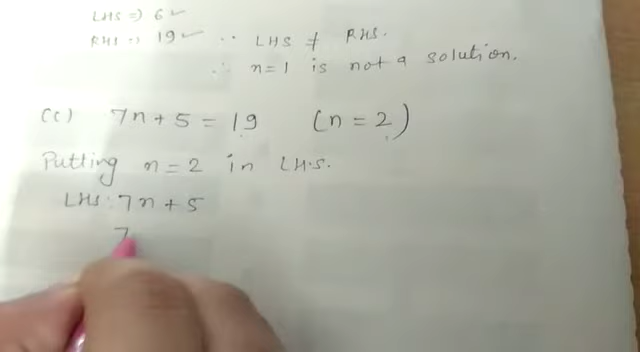 LHS ⇒ 6 ✓
RHS ⇒ 19 ✓ ∴ LHS ≠ RHS.
∴ n=1 is not a solution.
(c) 7n + 5 = 19 (n = 2)
Putting n = 2 in LHS.
LHS: 7n + 5
7